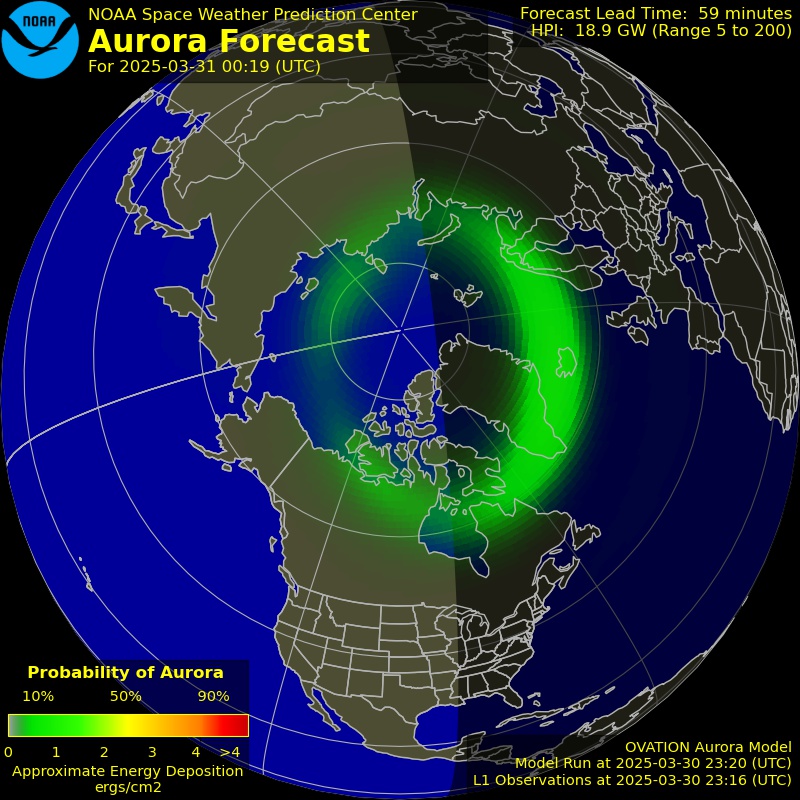 NOAA
NOAA Space Weather Prediction Center
Aurora Forecast
For 2025-03-31 00:19 (UTC)
Forecast Lead Time: 59 minutes
HPI: 18.9 GW (Range 5 to 200)
Probability of Aurora
10% 50% 90%
0 1 2 3 4 >4
Approximate Energy Deposition
ergs/cm2
OVATION Aurora Model
Model Run at 2025-03-30 23:20 (UTC)
L1 Observations at 2025-03-30 23:16 (UTC)